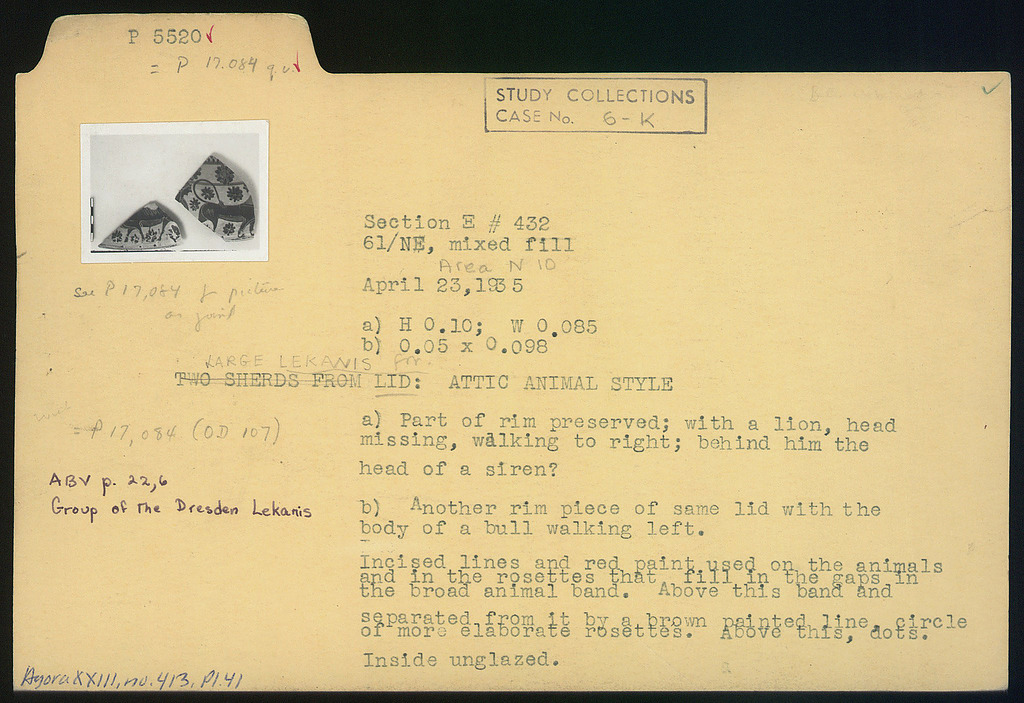 P 5520
= P 17.084 q.v.
STUDY COLLECTIONS
CASE No. 6-K
Section E # 432
61/NE, mixed fill
Area N 10
April 23,1935
see P 17,084 for picture
as joined
a) H 0.10; W 0.085
b) 0.05 x 0.098
LARGE LEKANIS fr.
TWO SHERDS FROM LID: ATTIC ANIMAL STYLE
= P 17,084 (OD 107)
a) Part of rim preserved; with a lion, head
missing, walking to right; behind him the
head of a siren?
ABV p. 22,6
Group of the Dresden Lekanis
b) Another rim piece of same lid with the
body of a bull walking left.
Incised lines and red paint used on the animals
and in the rosettes that fill in the gaps in
the broad animal band. Above this band and
separated from it by a brown painted line, circle
of more elaborate rosettes. Above this, dots.
Inside unglazed.
Agora XXIII, no. 413, Pl. 41